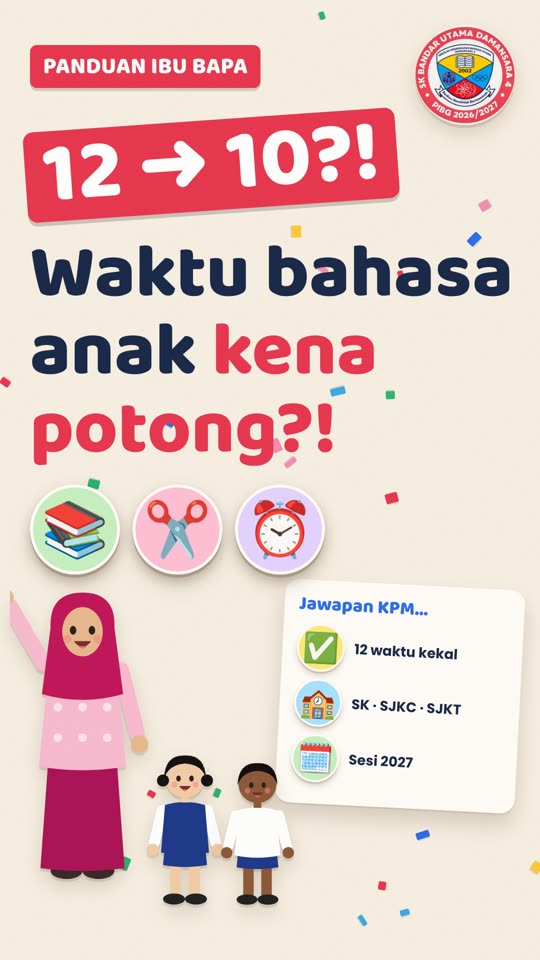 PANDUAN IBU BAPA
SK BANDAR UTAMA DAMANSARA 4
2002
• PIBG 2026/2027 •
12 → 10?!
Waktu bahasa
anak kena
potong?!
Jawapan KPM...
12 waktu kekal
SK · SJKC · SJKT
Sesi 2027